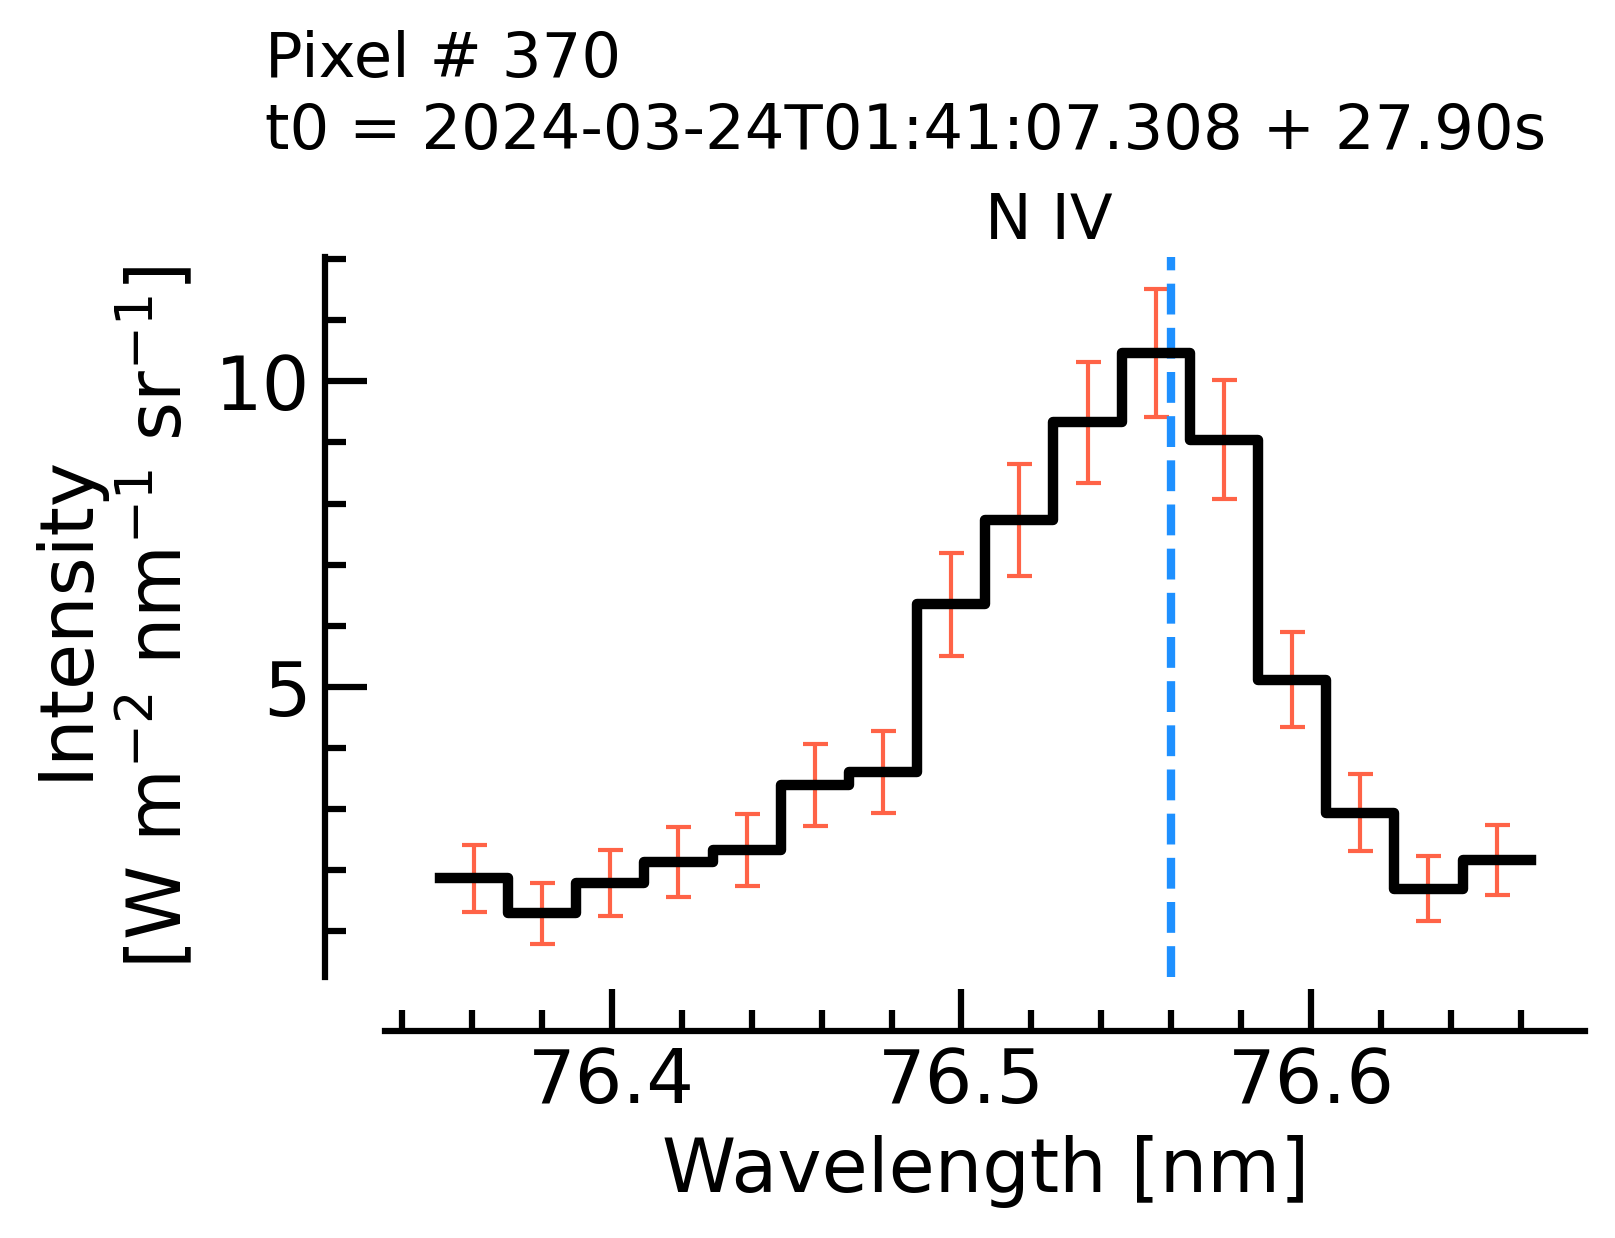 Pixel # 370
t0 = 2024-03-24T01:41:07.308 + 27.90s
N IV
Intensity
[W m⁻² nm⁻¹ sr⁻¹]
10
5
76.4 76.5 76.6
Wavelength [nm]